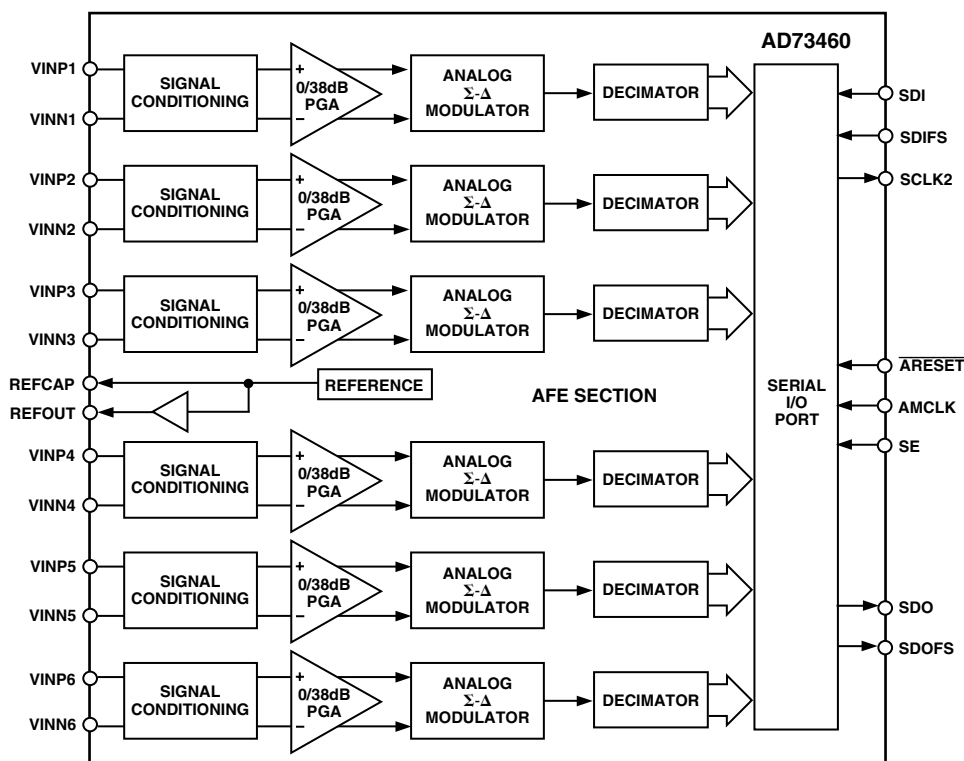 AD73460
VINP1
VINN1
SIGNAL
CONDITIONING
+
0/38dB
PGA
−
ANALOG
Σ-Δ
MODULATOR
DECIMATOR
VINP2
VINN2
SIGNAL
CONDITIONING
+
0/38dB
PGA
−
ANALOG
Σ-Δ
MODULATOR
DECIMATOR
VINP3
VINN3
SIGNAL
CONDITIONING
+
0/38dB
PGA
−
ANALOG
Σ-Δ
MODULATOR
DECIMATOR
REFCAP
REFOUT
REFERENCE
AFE SECTION
VINP4
VINN4
SIGNAL
CONDITIONING
+
0/38dB
PGA
−
ANALOG
Σ-Δ
MODULATOR
DECIMATOR
VINP5
VINN5
SIGNAL
CONDITIONING
+
0/38dB
PGA
−
ANALOG
Σ-Δ
MODULATOR
DECIMATOR
VINP6
VINN6
SIGNAL
CONDITIONING
+
0/38dB
PGA
−
ANALOG
Σ-Δ
MODULATOR
DECIMATOR
SERIAL
I/O
PORT
SDI
SDIFS
SCLK2
ARESET
AMCLK
SE
SDO
SDOFS